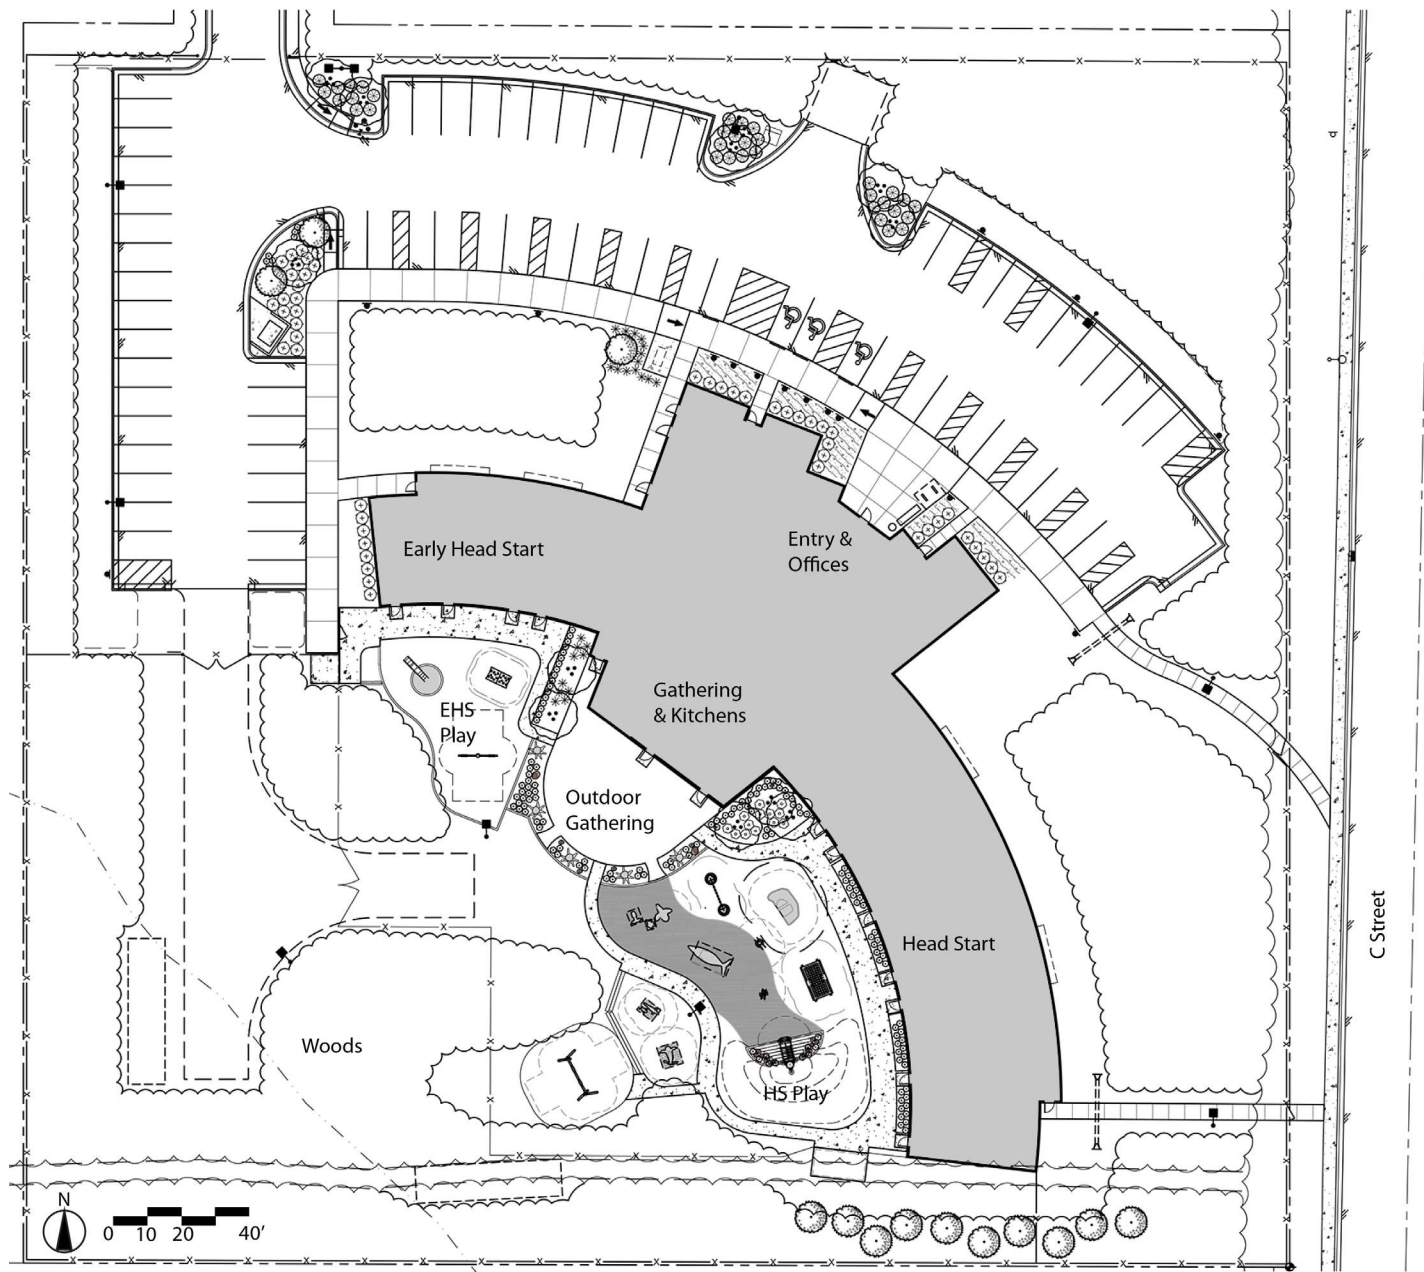 Early Head Start
Entry &
Offices
Gathering
& Kitchens
EHS
Play
Outdoor
Gathering
C Street
Head Start
Woods
HS Play
N
0 10 20 40'